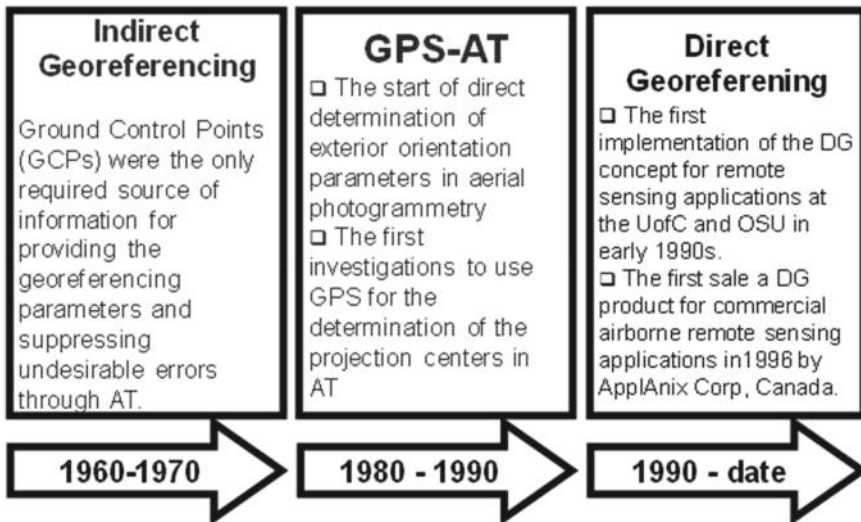 Indirect
Georeferencing
Ground Control Points
(GCPs) were the only
required source of
information for
providing the
georeferencing
parameters and
suppressing
undesirable errors
through AT.
GPS-AT
❑ The start of direct
determination of
exterior orientation
parameters in aerial
photogrammetry
❑ The first
investigations to use
GPS for the
determination of the
projection centers in
AT
Direct
Georeferening
❑ The first
implementation of the DG
concept for remote
sensing applications at
the UofC and OSU in
early 1990s.
❑ The first sale a DG
product for commercial
airborne remote sensing
applications in1996 by
ApplAnix Corp, Canada.
1960-1970
1980 - 1990
1990 - date